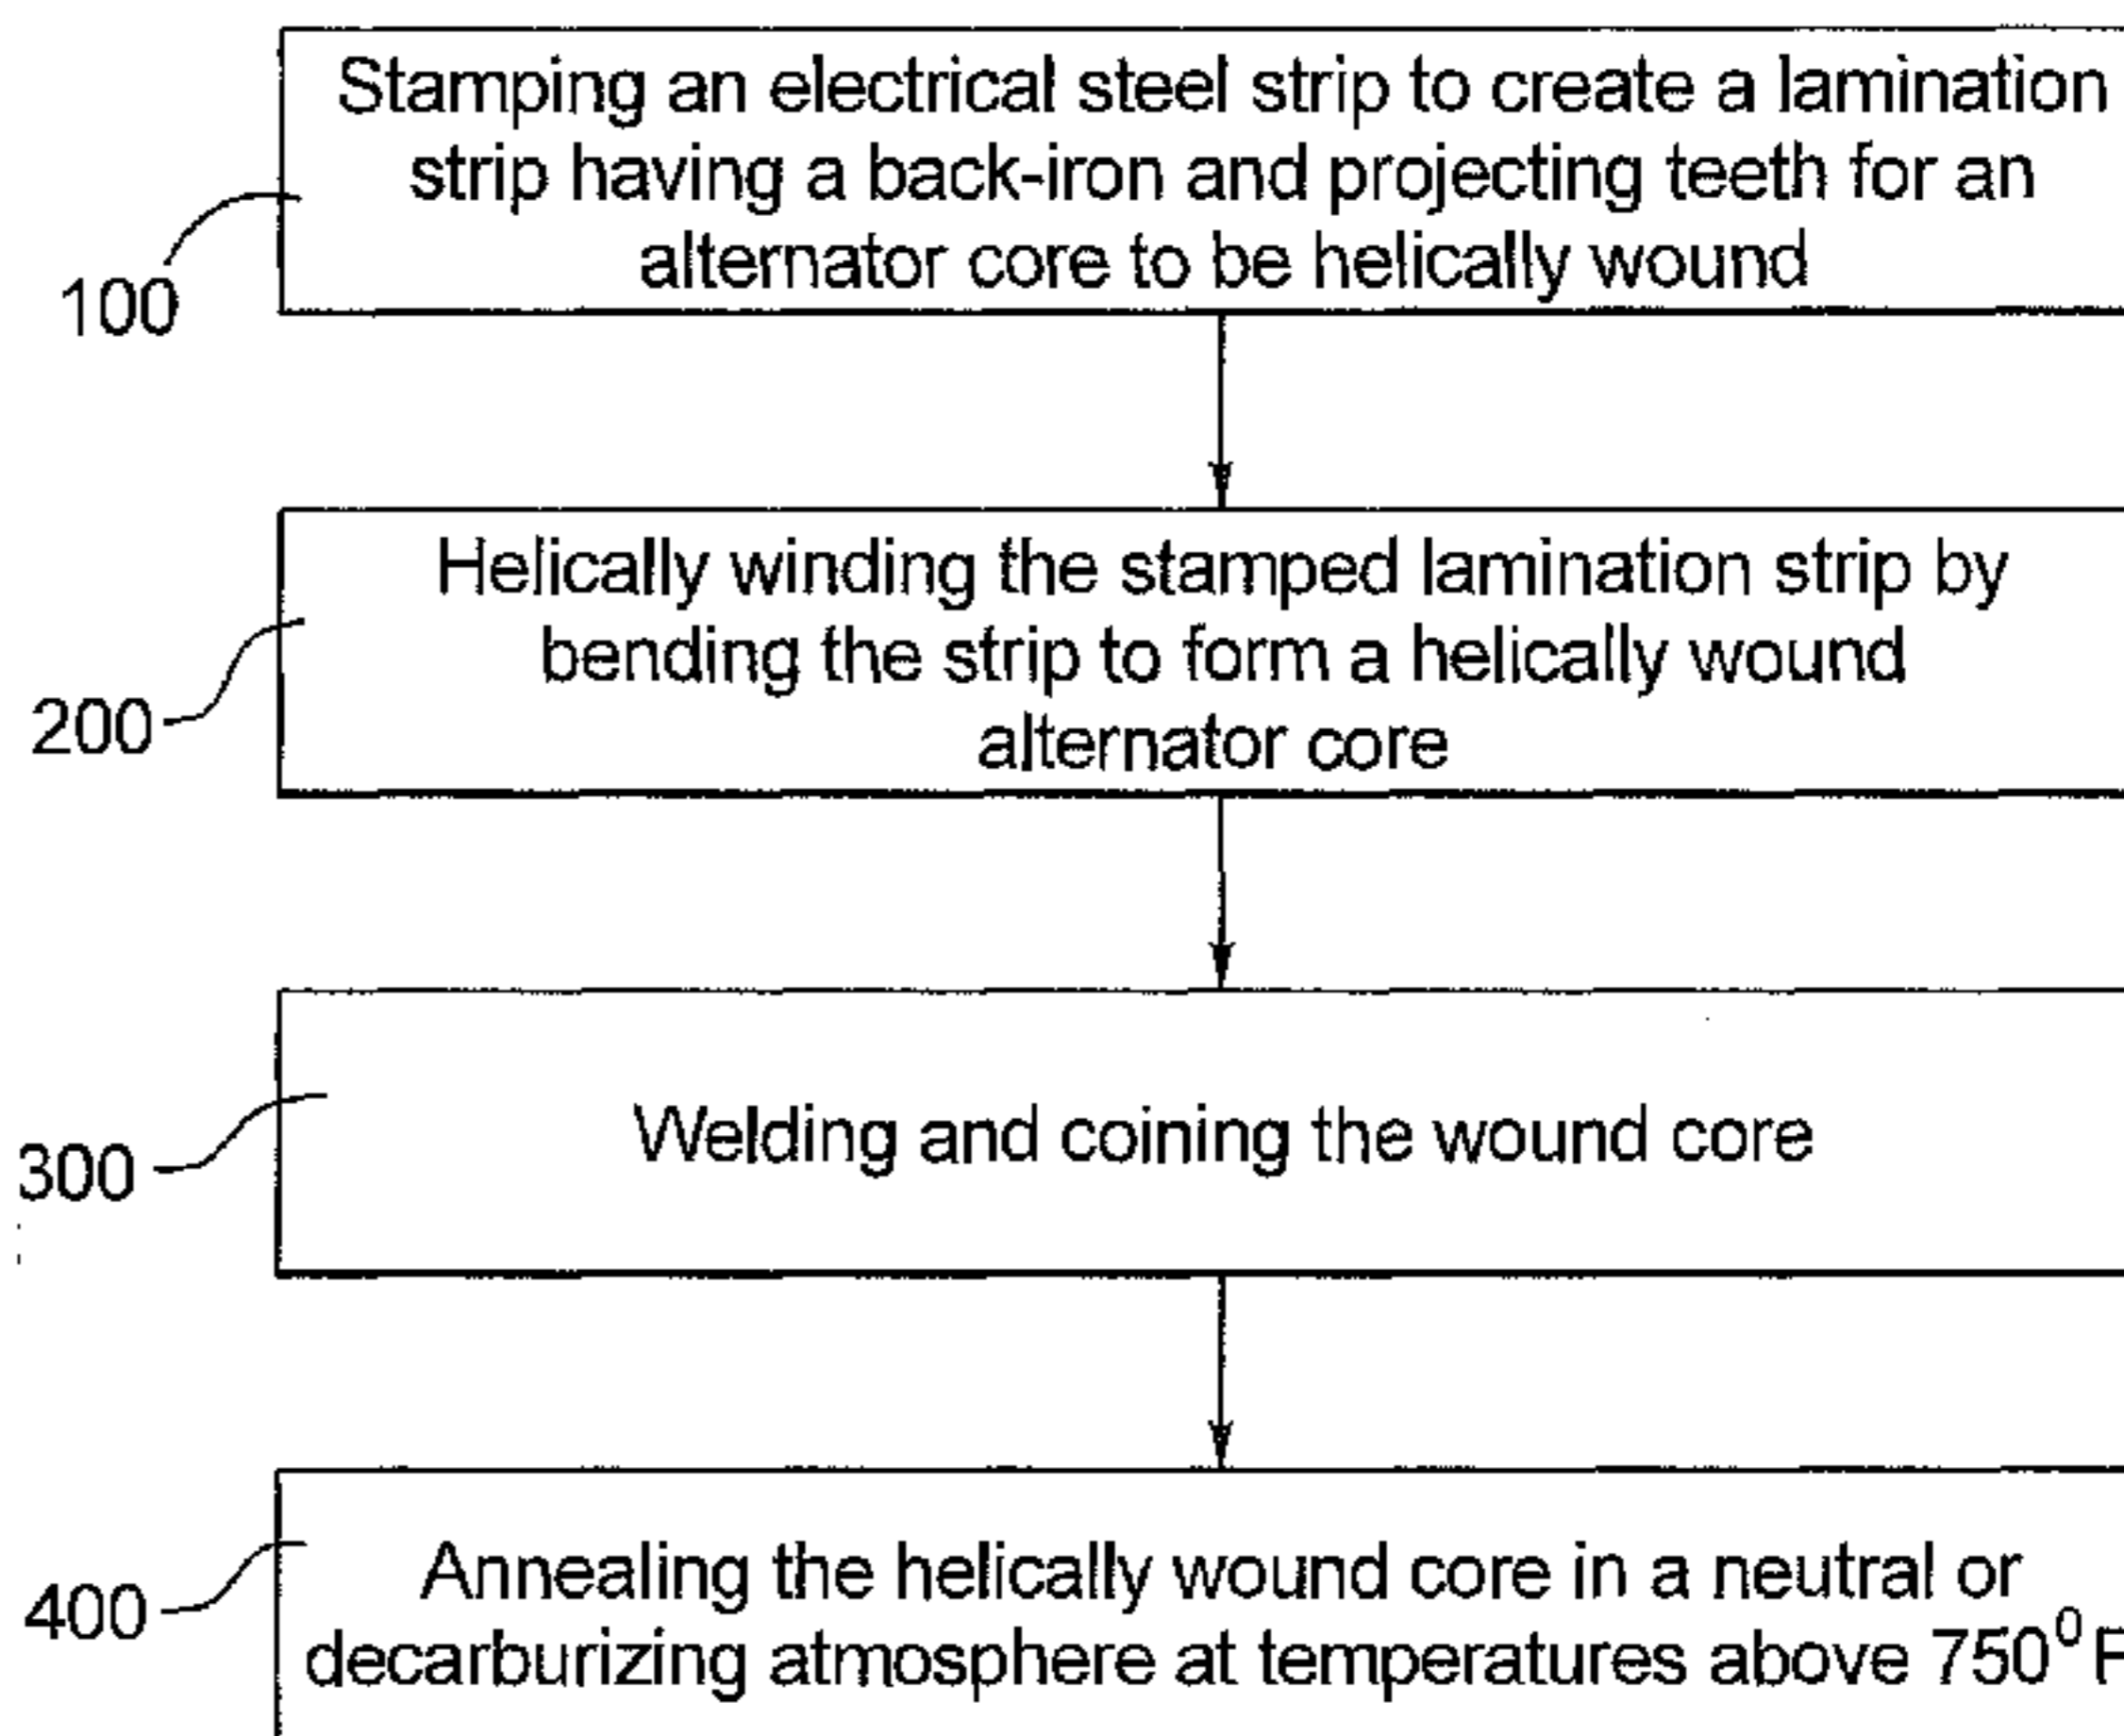 Stamping an electrical steel strip to create a lamination
strip having a back-iron and projecting teeth for an
alternator core to be helically wound
100
Helically winding the stamped lamination strip by
bending the strip to form a helically wound
alternator core
200
Welding and coining the wound core
300
Annealing the helically wound core in a neutral or
decarburizing atmosphere at temperatures above 750⁰F
400